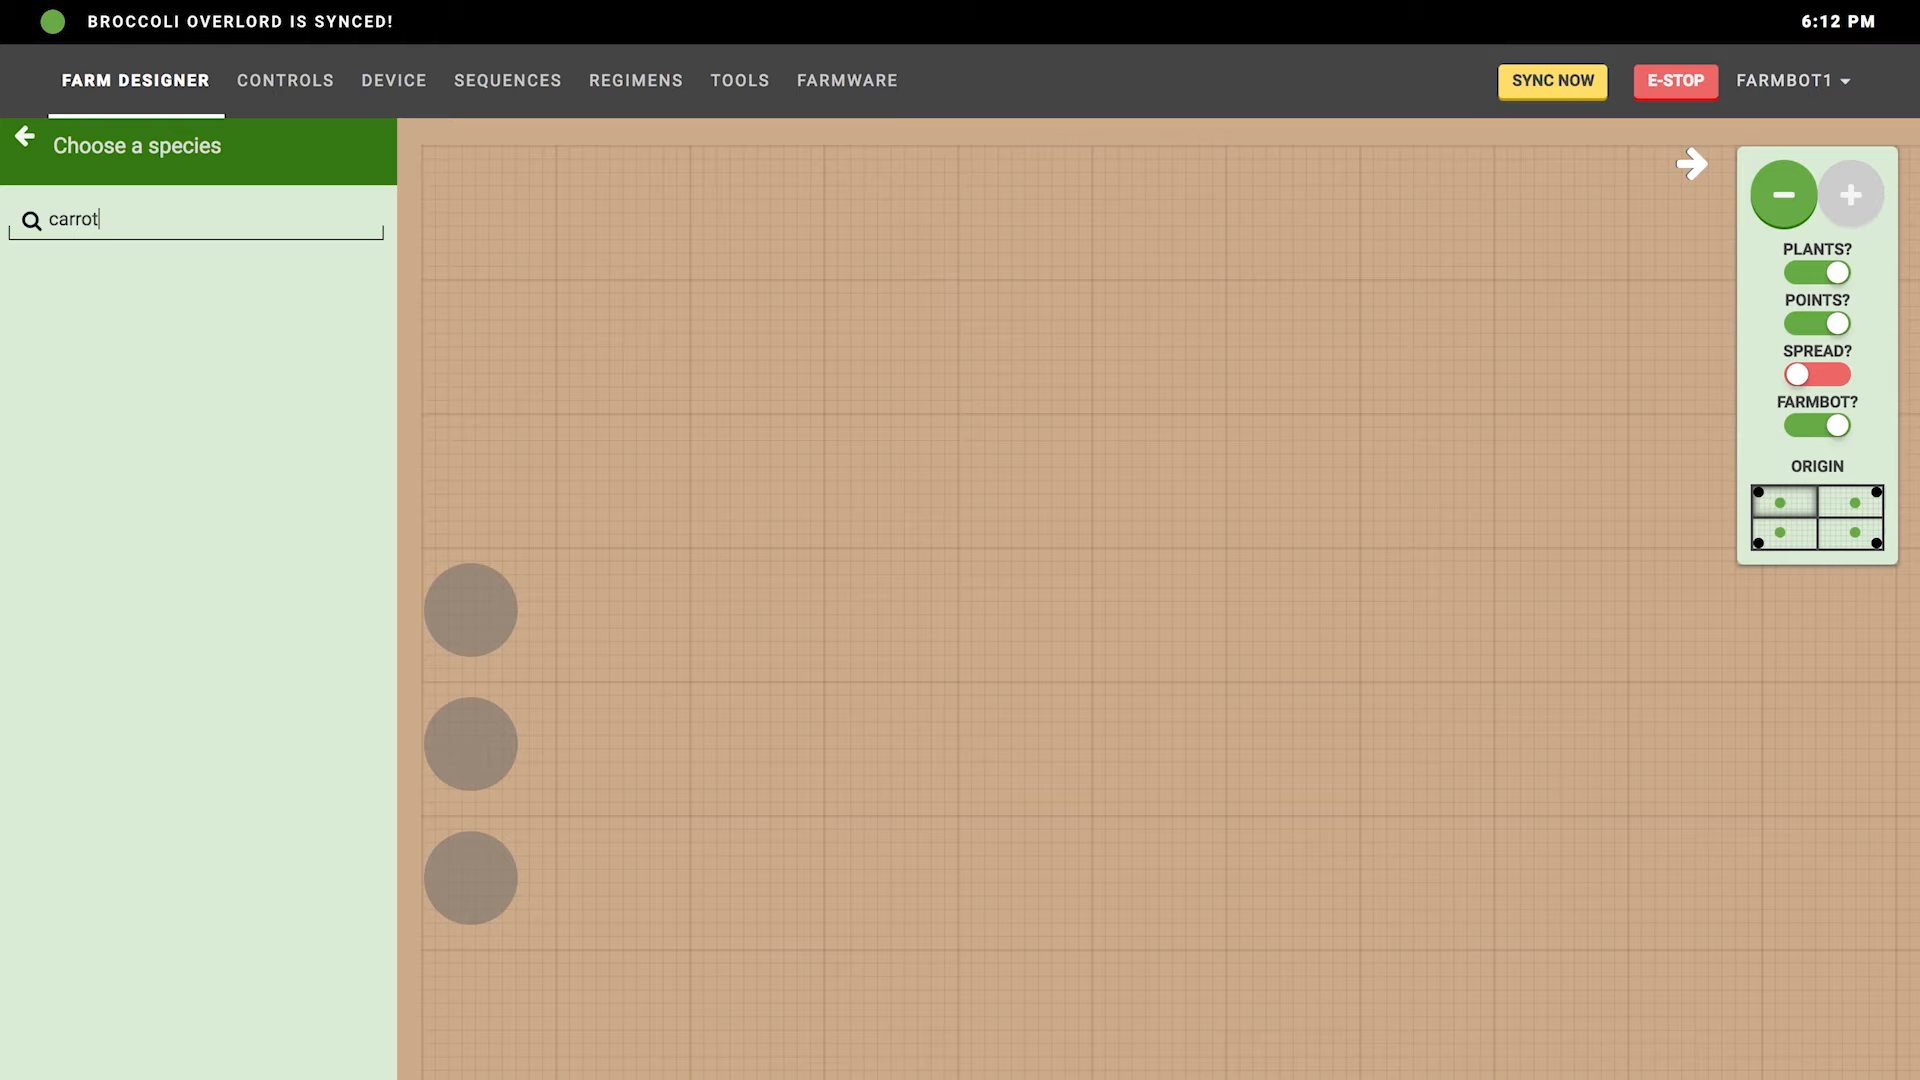 BROCCOLI OVERLORD IS SYNCED!
6:12 PM
FARM DESIGNER CONTROLS DEVICE SEQUENCES REGIMENS TOOLS FARMWARE
SYNC NOW E-STOP FARMBOT1
Choose a species
carrot
PLANTS?
POINTS?
SPREAD?
FARMBOT?
ORIGIN